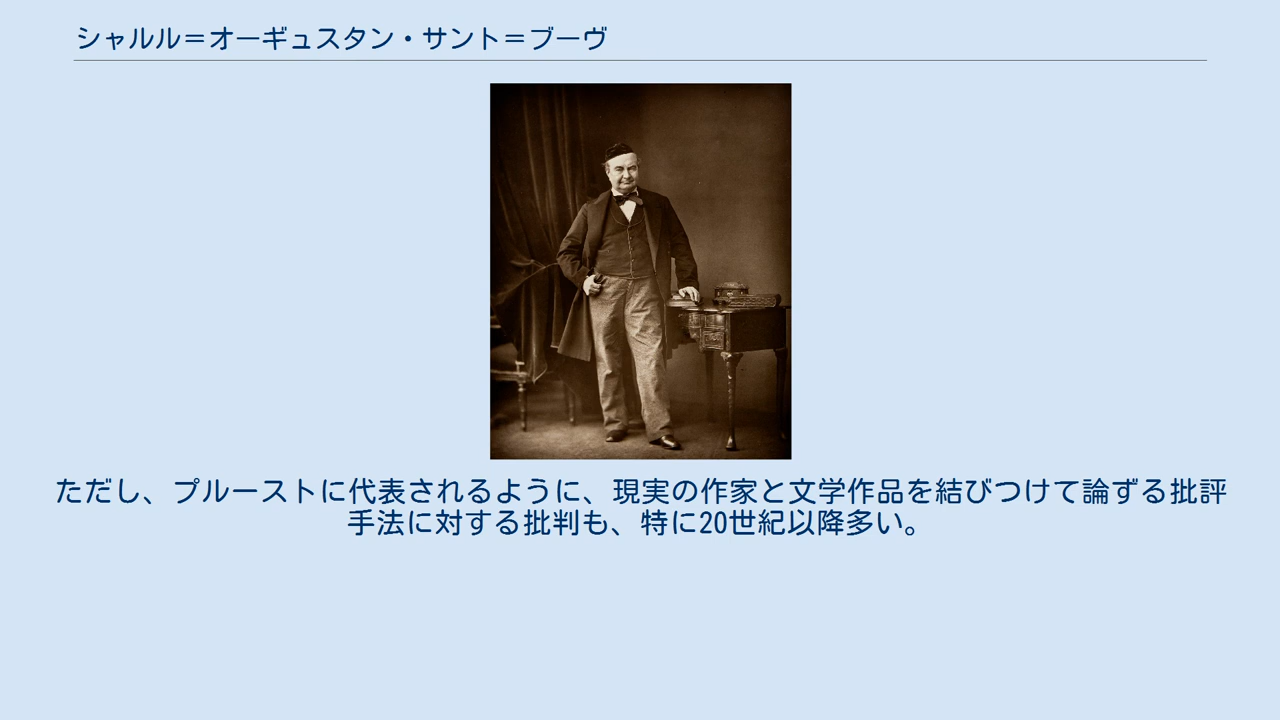 シャルル＝オーギュスタン・サント＝ブーヴ
ただし、プルーストに代表されるように、現実の作家と文学作品を結びつけて論ずる批評
手法に対する批判も、特に20世紀以降多い。